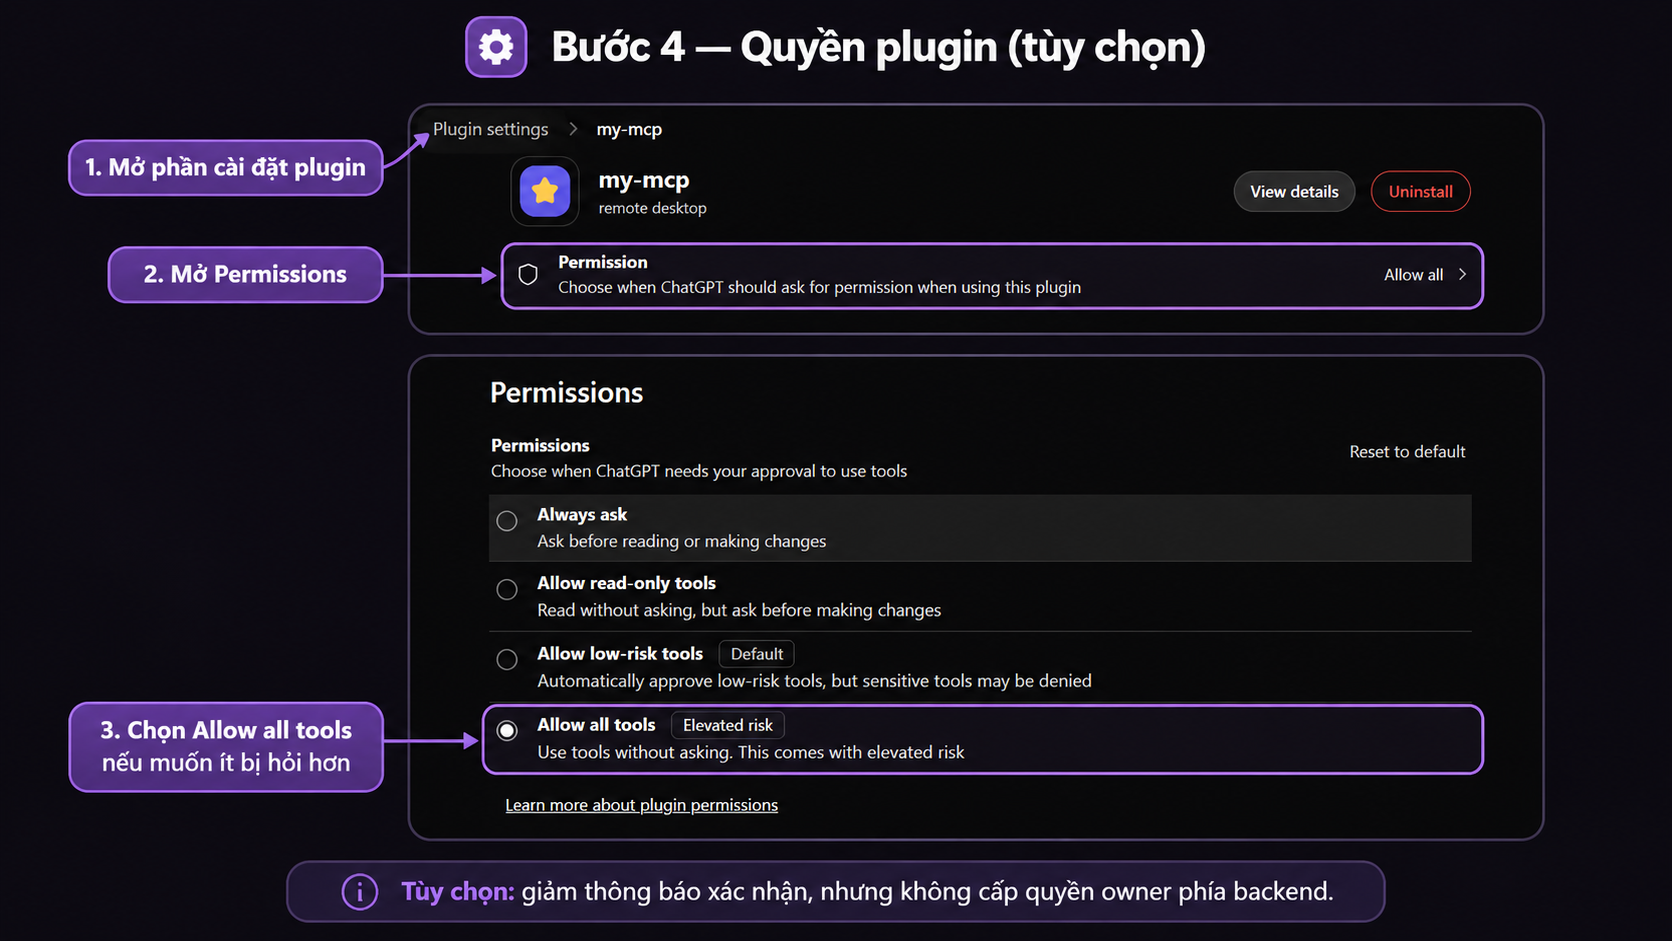 Bước 4 — Quyền plugin (tùy chọn)
1. Mở phần cài đặt plugin
Plugin settings > my-mcp
my-mcp
remote desktop
View details
Uninstall
2. Mở Permissions
Permission
Choose when ChatGPT should ask for permission when using this plugin
Allow all >
Permissions
Permissions
Choose when ChatGPT needs your approval to use tools
Reset to default
Always ask
Ask before reading or making changes
Allow read-only tools
Read without asking, but ask before making changes
Allow low-risk tools Default
Automatically approve low-risk tools, but sensitive tools may be denied
3. Chọn Allow all tools
nếu muốn ít bị hỏi hơn
Allow all tools Elevated risk
Use tools without asking. This comes with elevated risk
Learn more about plugin permissions
Tùy chọn: giảm thông báo xác nhận, nhưng không cấp quyền owner phía backend.